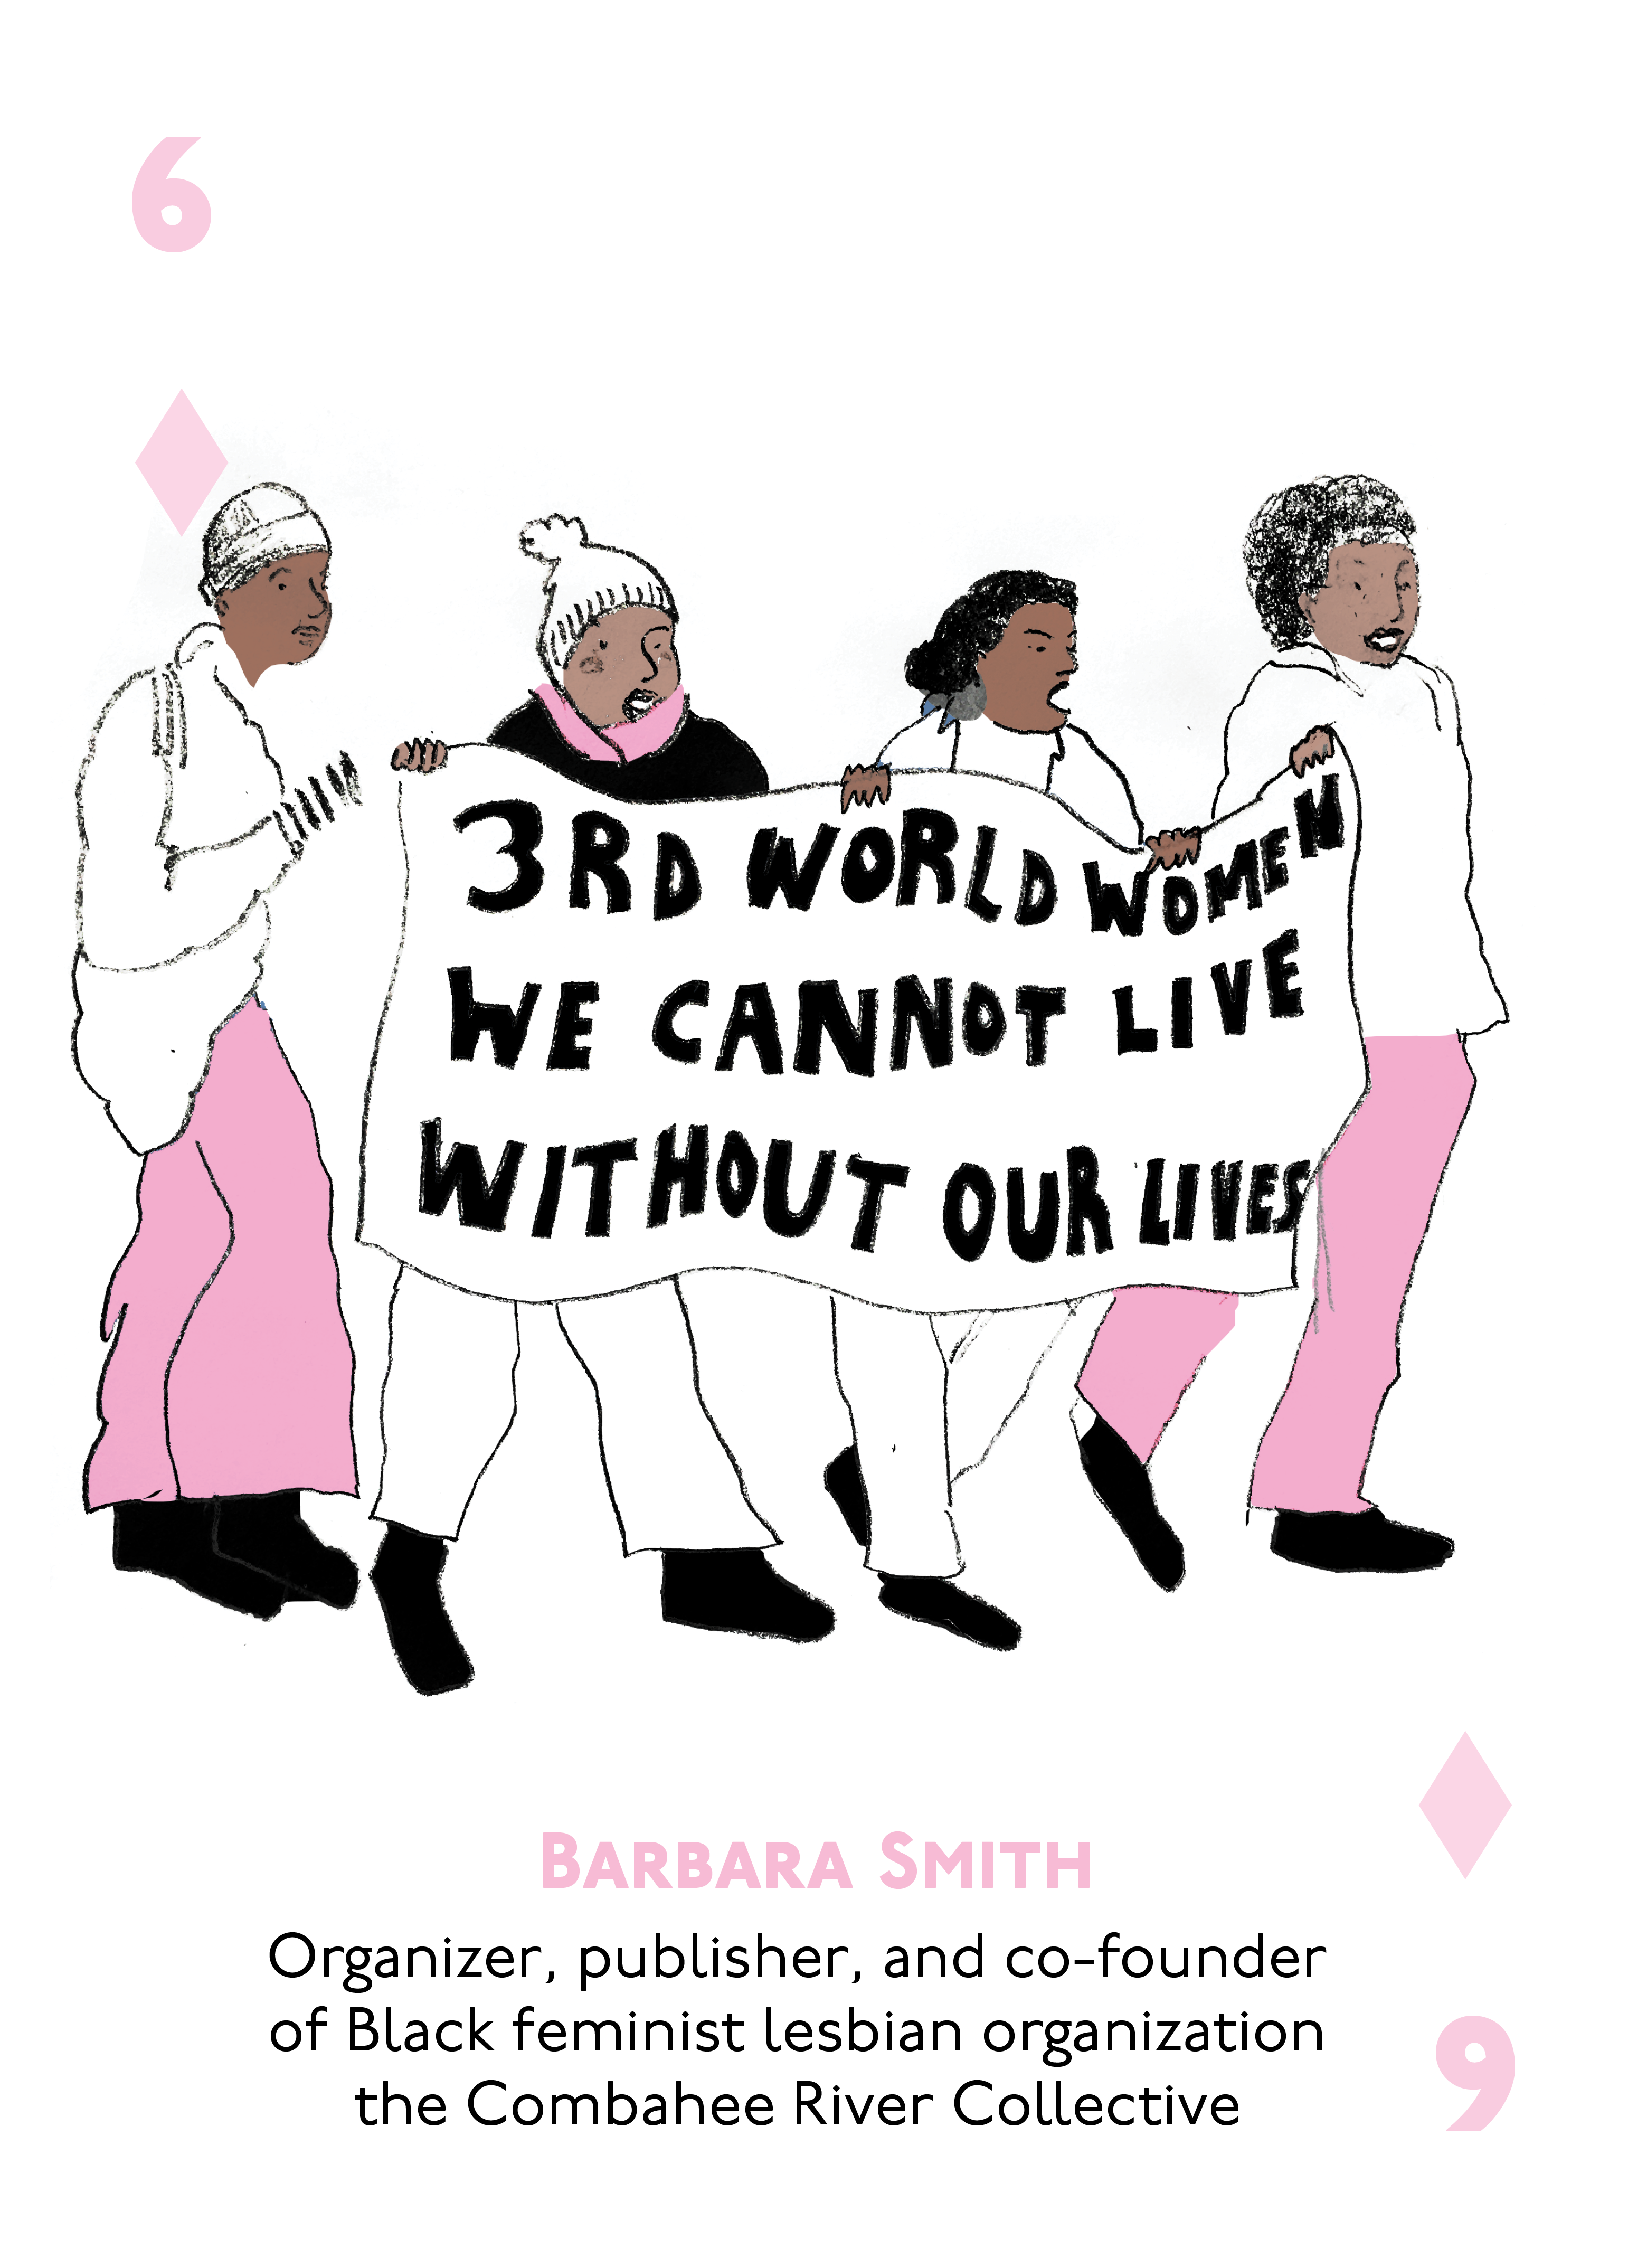 6
3RD WORLD WOMEN
WE CANNOT LIVE
WITHOUT OUR LIVES
BARBARA SMITH
Organizer, publisher, and co-founder
of Black feminist lesbian organization
the Combahee River Collective
6